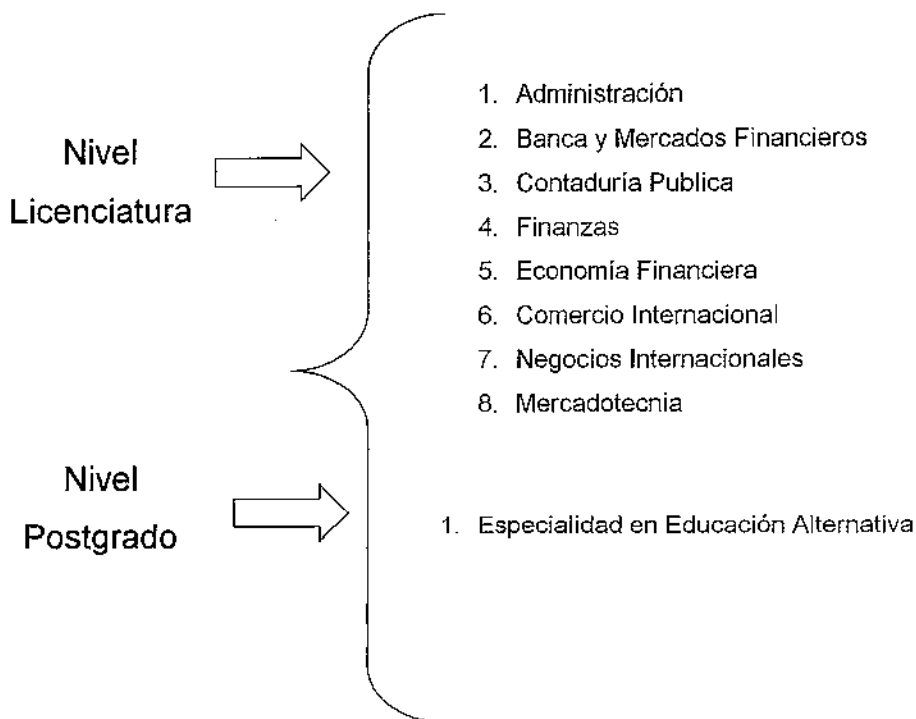 Nivel
Licenciatura
1. Administración
2. Banca y Mercados Financieros
3. Contaduría Publica
4. Finanzas
5. Economía Financiera
6. Comercio Internacional
7. Negocios Internacionales
8. Mercadotecnia
Nivel
Postgrado
1. Especialidad en Educación Alternativa